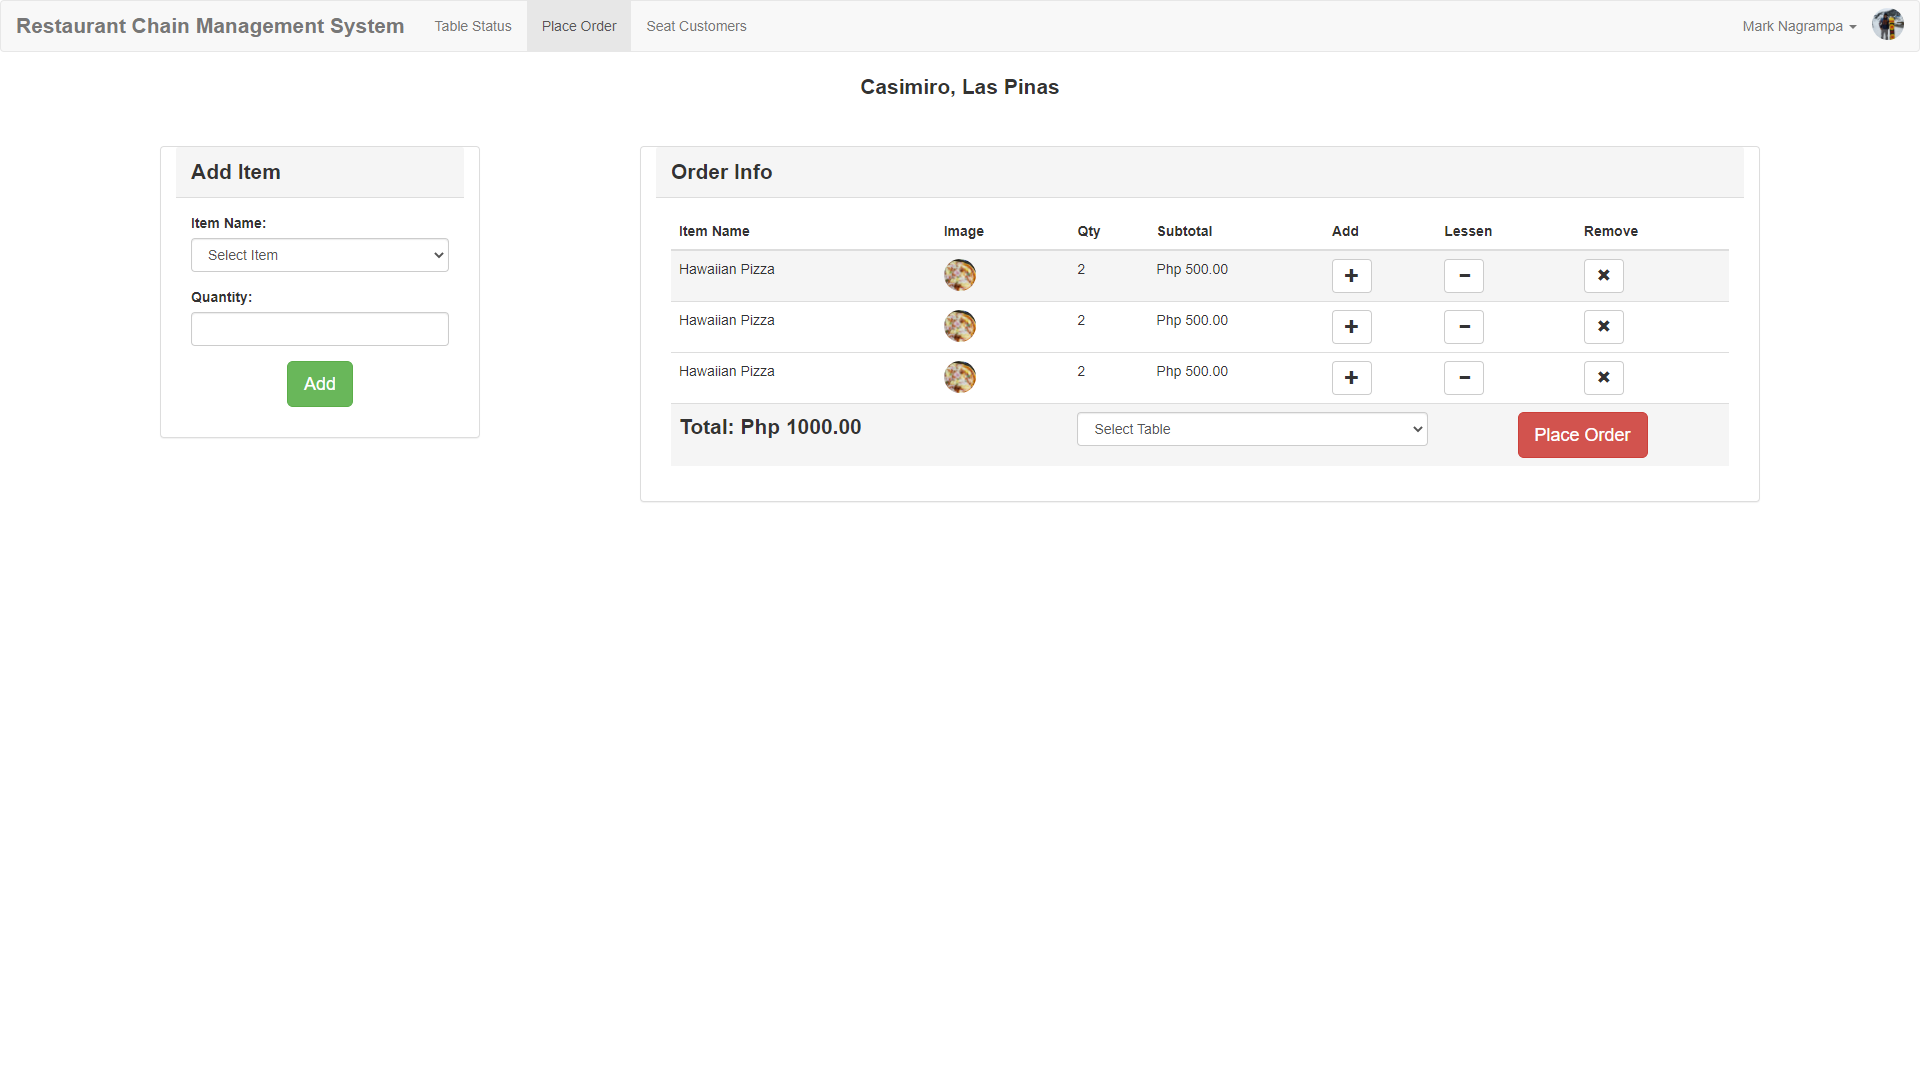 Restaurant Chain Management System Table Status Place Order Seat Customers Mark Nagrampa
Casimiro, Las Pinas
Add Item
Item Name:
Select Item
Quantity:
Add
Order Info
Item Name Image Qty Subtotal Add Lessen Remove
Hawaiian Pizza 2 Php 500.00
Hawaiian Pizza 2 Php 500.00
Hawaiian Pizza 2 Php 500.00
Total: Php 1000.00 Select Table Place Order